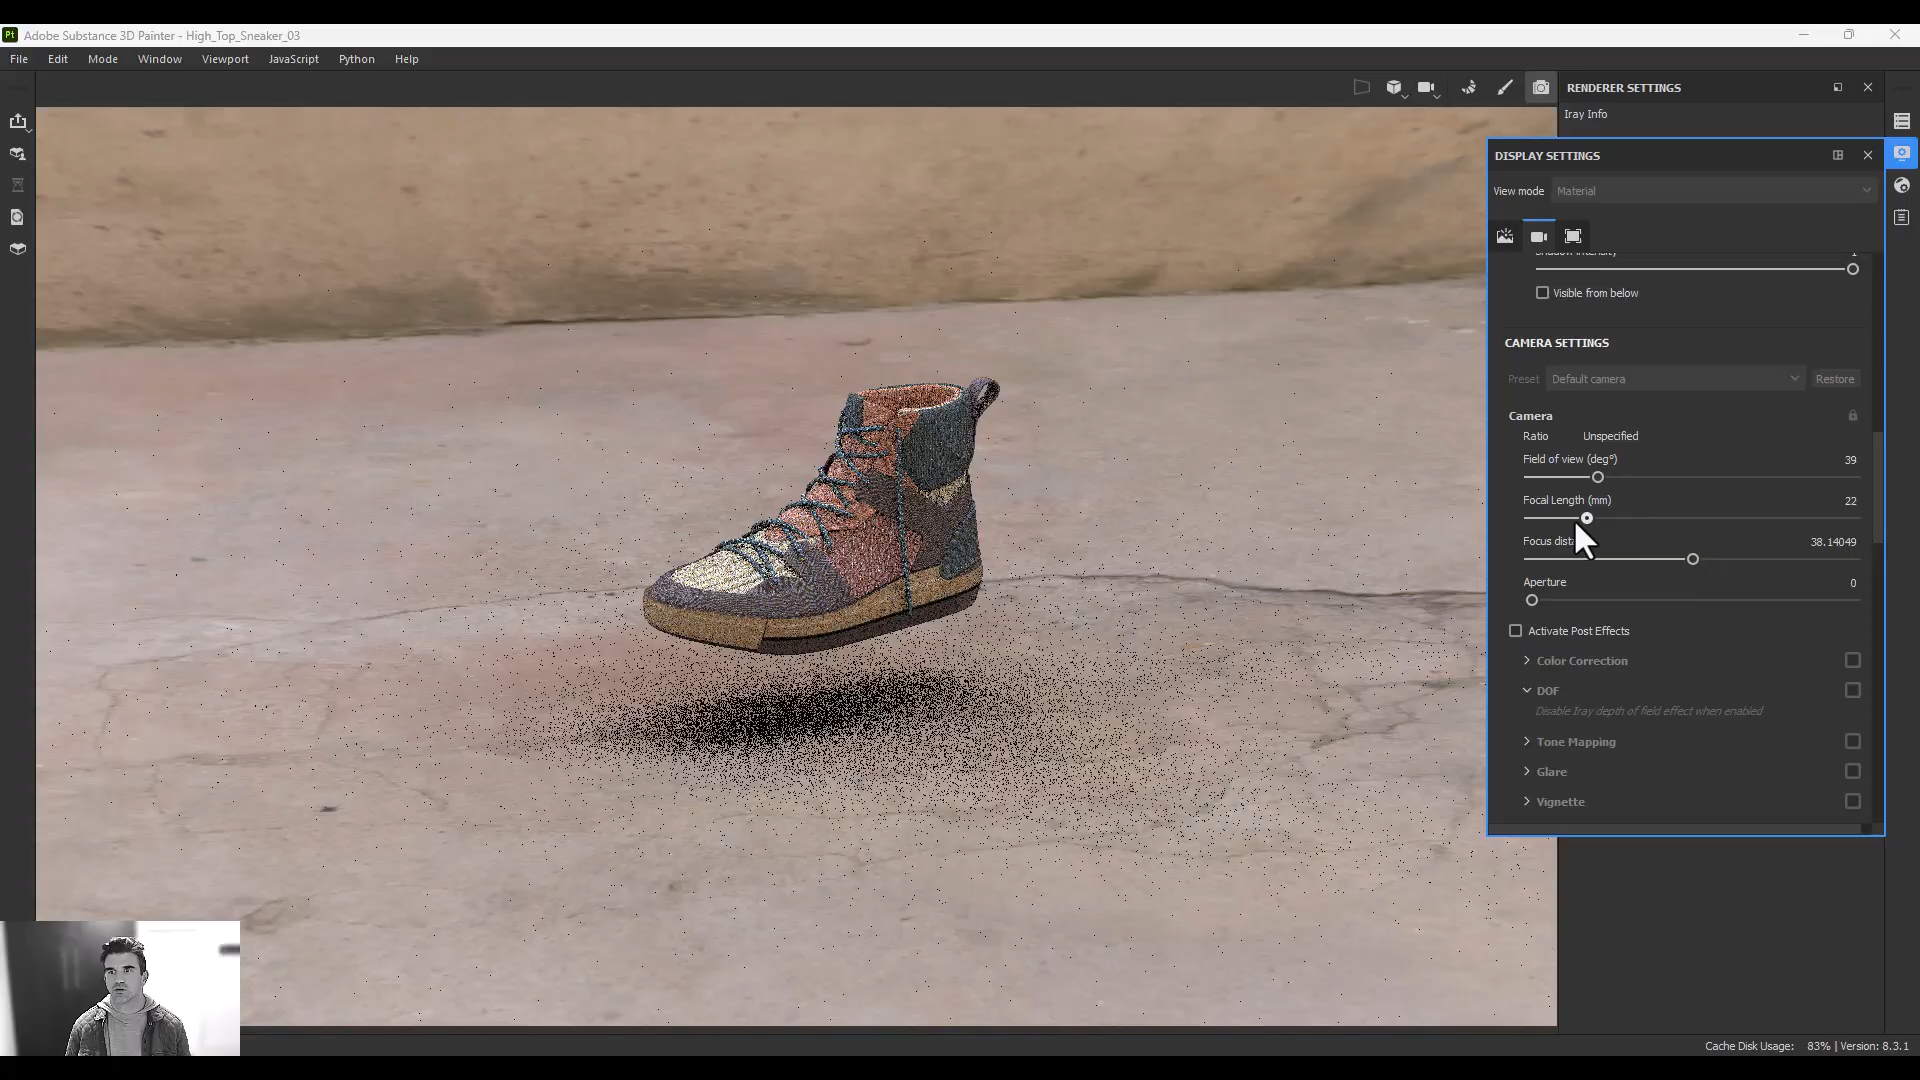 Pt Adobe Substance 3D Painter - High_Top_Sneaker_03
File Edit Mode Window Viewport JavaScript Python Help
RENDERER SETTINGS
Iray Info
DISPLAY SETTINGS
View mode Material
1
Visible from below
CAMERA SETTINGS
Preset Default camera Restore
Camera
Ratio Unspecified
Field of view (deg°) 39
Focal Length (mm) 22
Focus 38.14049
Aperture 0
Activate Post Effects
Color Correction
DOF
Disable Iray depth of field effect when enabled
Tone Mapping
Glare
Vignette
Cache Disk Usage: 83% | Version: 8.3.1